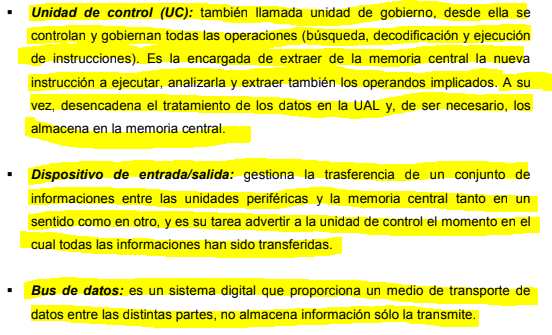 ▪ Unidad de control (UC): también llamada unidad de gobierno, desde ella se
controlan y gobiernan todas las operaciones (búsqueda, decodificación y ejecución
de instrucciones). Es la encargada de extraer de la memoria central la nueva
instrucción a ejecutar, analizarla y extraer también los operandos implicados. A su
vez, desencadena el tratamiento de los datos en la UAL y, de ser necesario, los
almacena en la memoria central.
▪ Dispositivo de entrada/salida: gestiona la trasferencia de un conjunto de
informaciones entre las unidades periféricas y la memoria central tanto en un
sentido como en otro, y es su tarea advertir a la unidad de control el momento en el
cual todas las informaciones han sido transferidas.
▪ Bus de datos: es un sistema digital que proporciona un medio de transporte de
datos entre las distintas partes, no almacena información sólo la transmite.